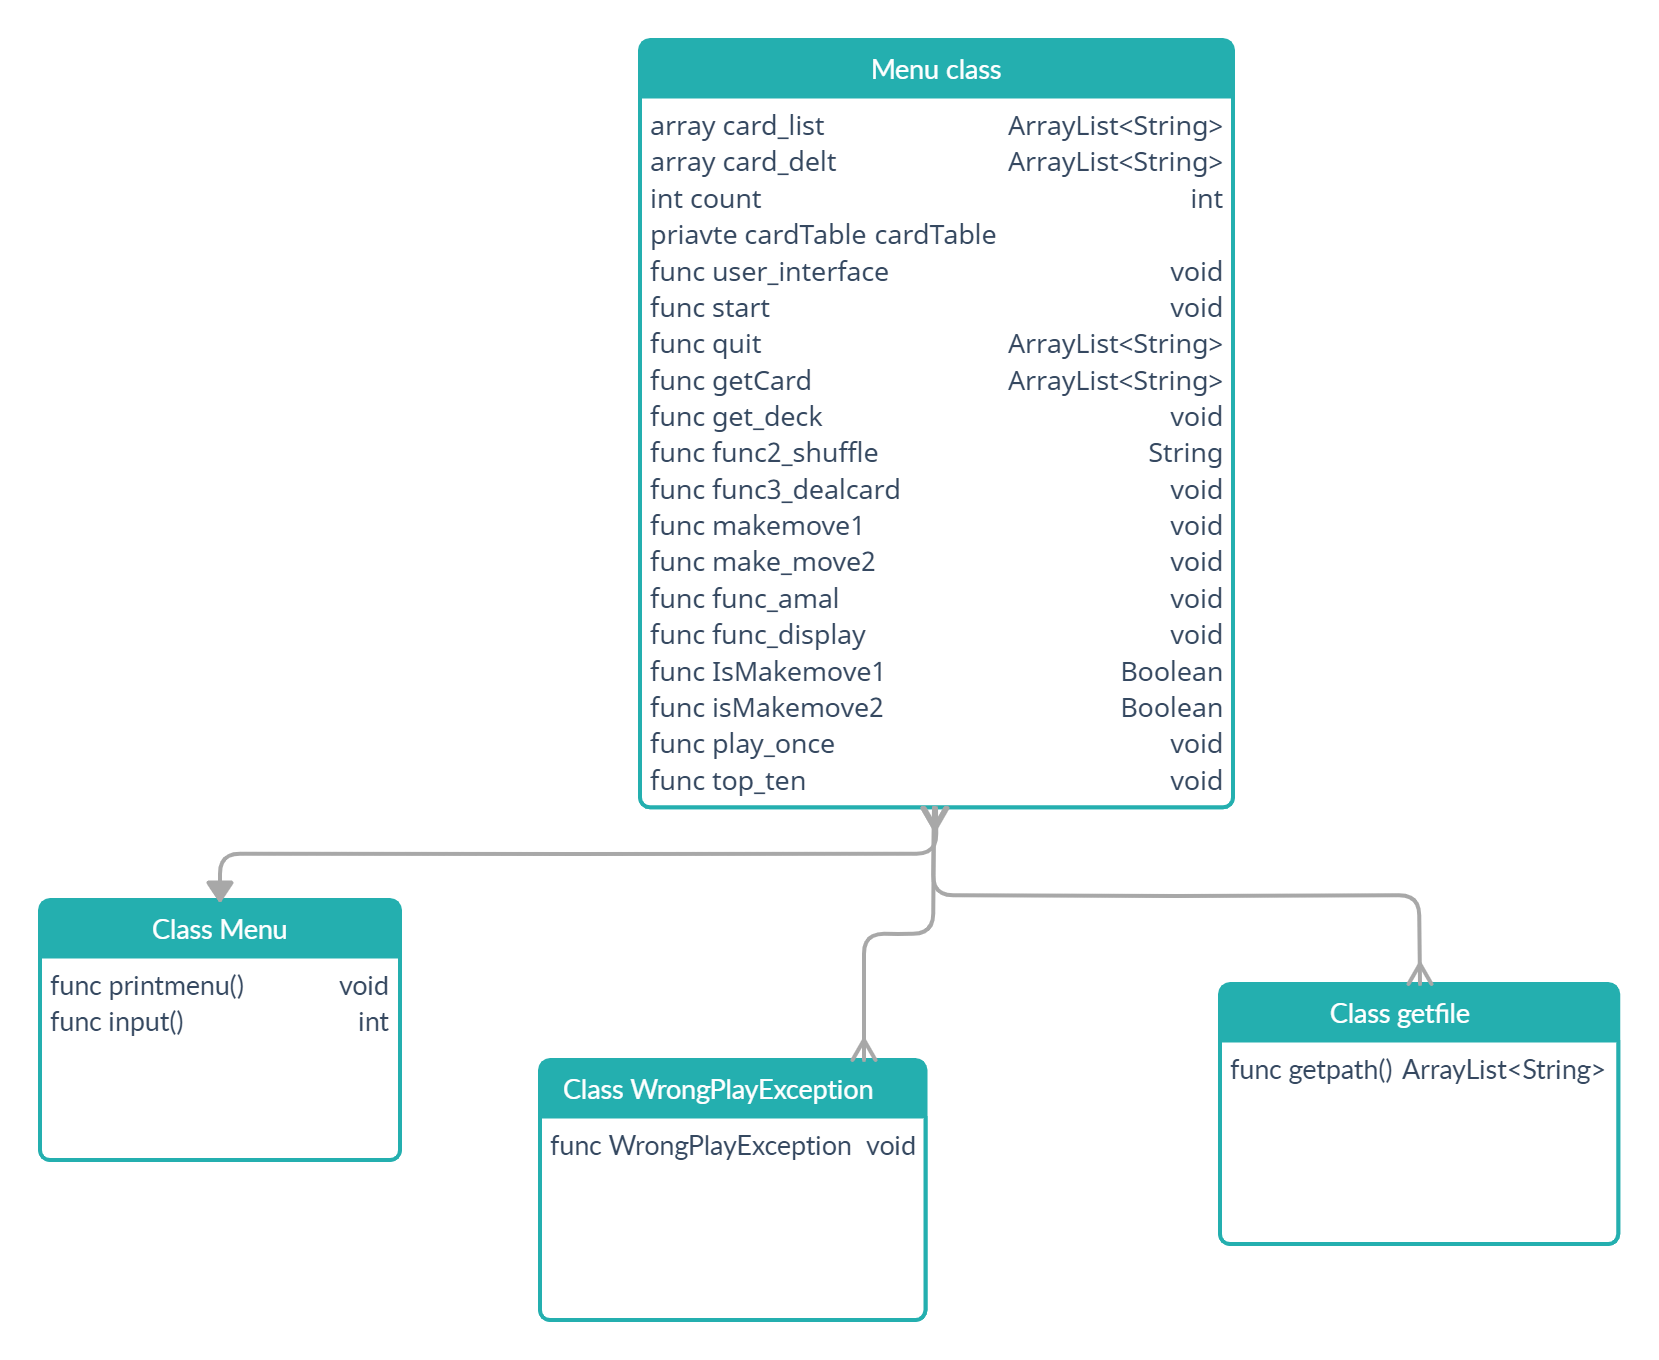 Menu class
array card_list ArrayList<String>
array card_delt ArrayList<String>
int count int
priavte cardTable cardTable
func user_interface void
func start void
func quit ArrayList<String>
func getCard ArrayList<String>
func get_deck void
func func2_shuffle String
func func3_dealcard void
func makemove1 void
func make_move2 void
func func_amal void
func func_display void
func IsMakemove1 Boolean
func isMakemove2 Boolean
func play_once void
func top_ten void
Class Menu
func printmenu() void
func input() int
Class WrongPlayException
func WrongPlayException void
Class getfile
func getpath() ArrayList<String>